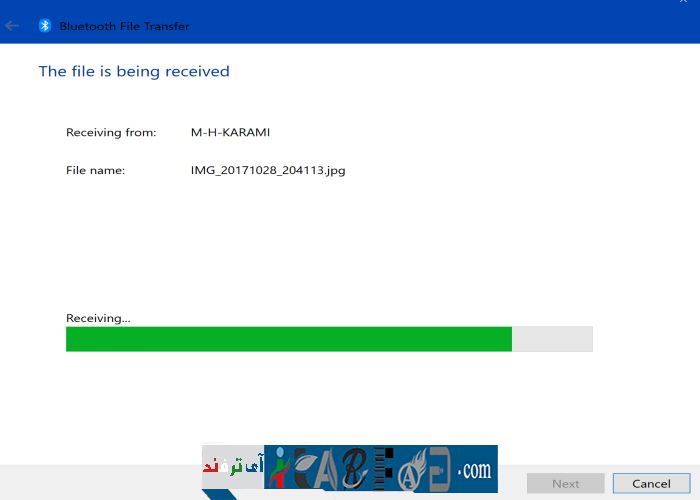 Bluetooth File Transfer
The file is being received
Receiving from: M-H-KARAMI
File name: IMG_20171028_204113.jpg
Receiving...
آی ترفند .com
Next Cancel